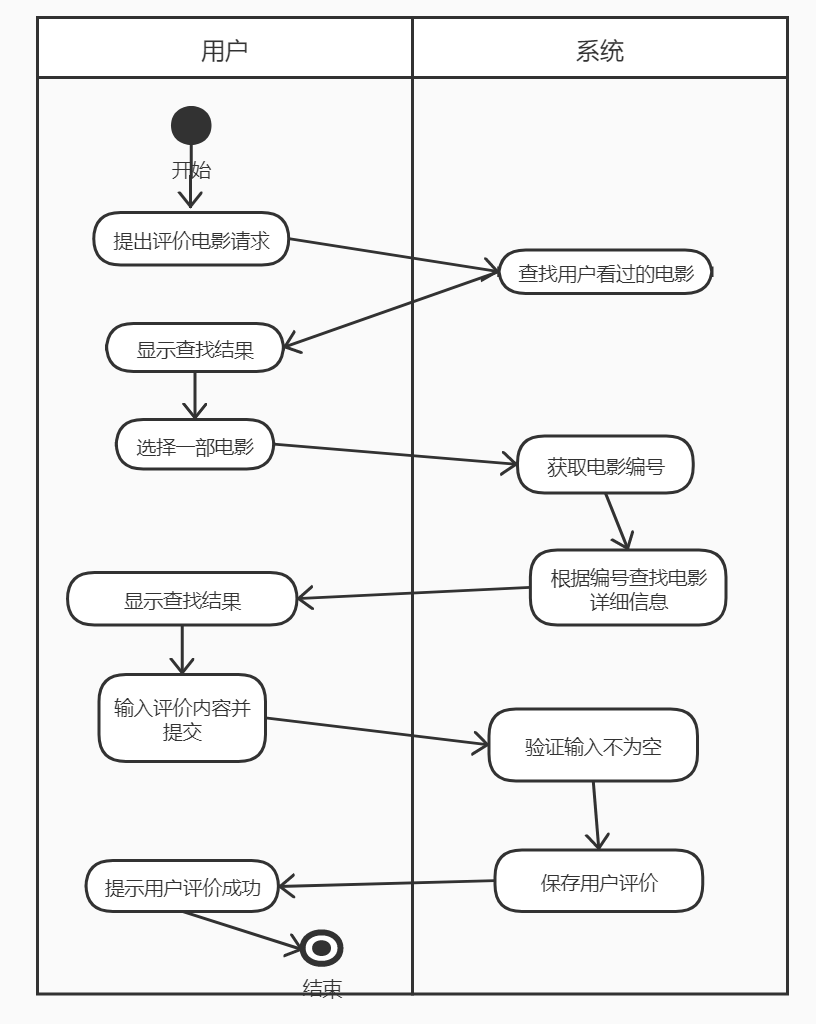 用户
系统
开始
提出评价电影请求
查找用户看过的电影
显示查找结果
选择一部电影
获取电影编号
根据编号查找电影
详细信息
显示查找结果
输入评价内容并
提交
验证输入不为空
保存用户评价
提示用户评价成功
结束